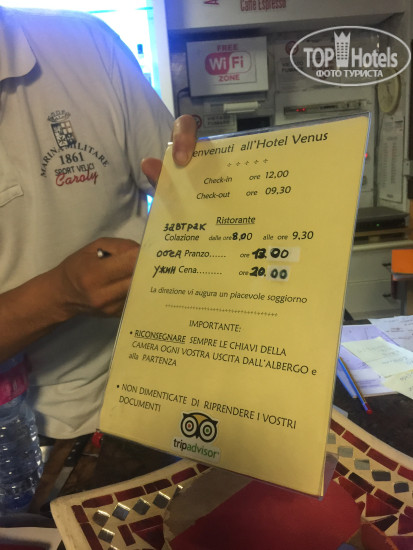 TOPHotels
ФОТО ТУРИСТА
Caffè Espresso
FREE
WiFi
ZONE
MARINA MILITARE
1861
SPORT VELICI
Caroly
Benvenuti all'Hotel Venus
Check-in ore 12,00
Check-out ore 09,30
Ristorante
завтрак
Colazione dalle ore 8,00 alle ore 9,30
обед Pranzo...... ore 13.00
ужин Cena......... ore 20.00
La direzione vi augura un piacevole soggiorno
IMPORTANTE:
• RICONSEGNARE SEMPRE LE CHIAVI DELLA
CAMERA OGNI VOSTRA USCITA DALL'ALBERGO e
alla PARTENZA
• NON DIMENTICATE DI RIPRENDERE I VOSTRI
DOCUMENTI
tripadvisor